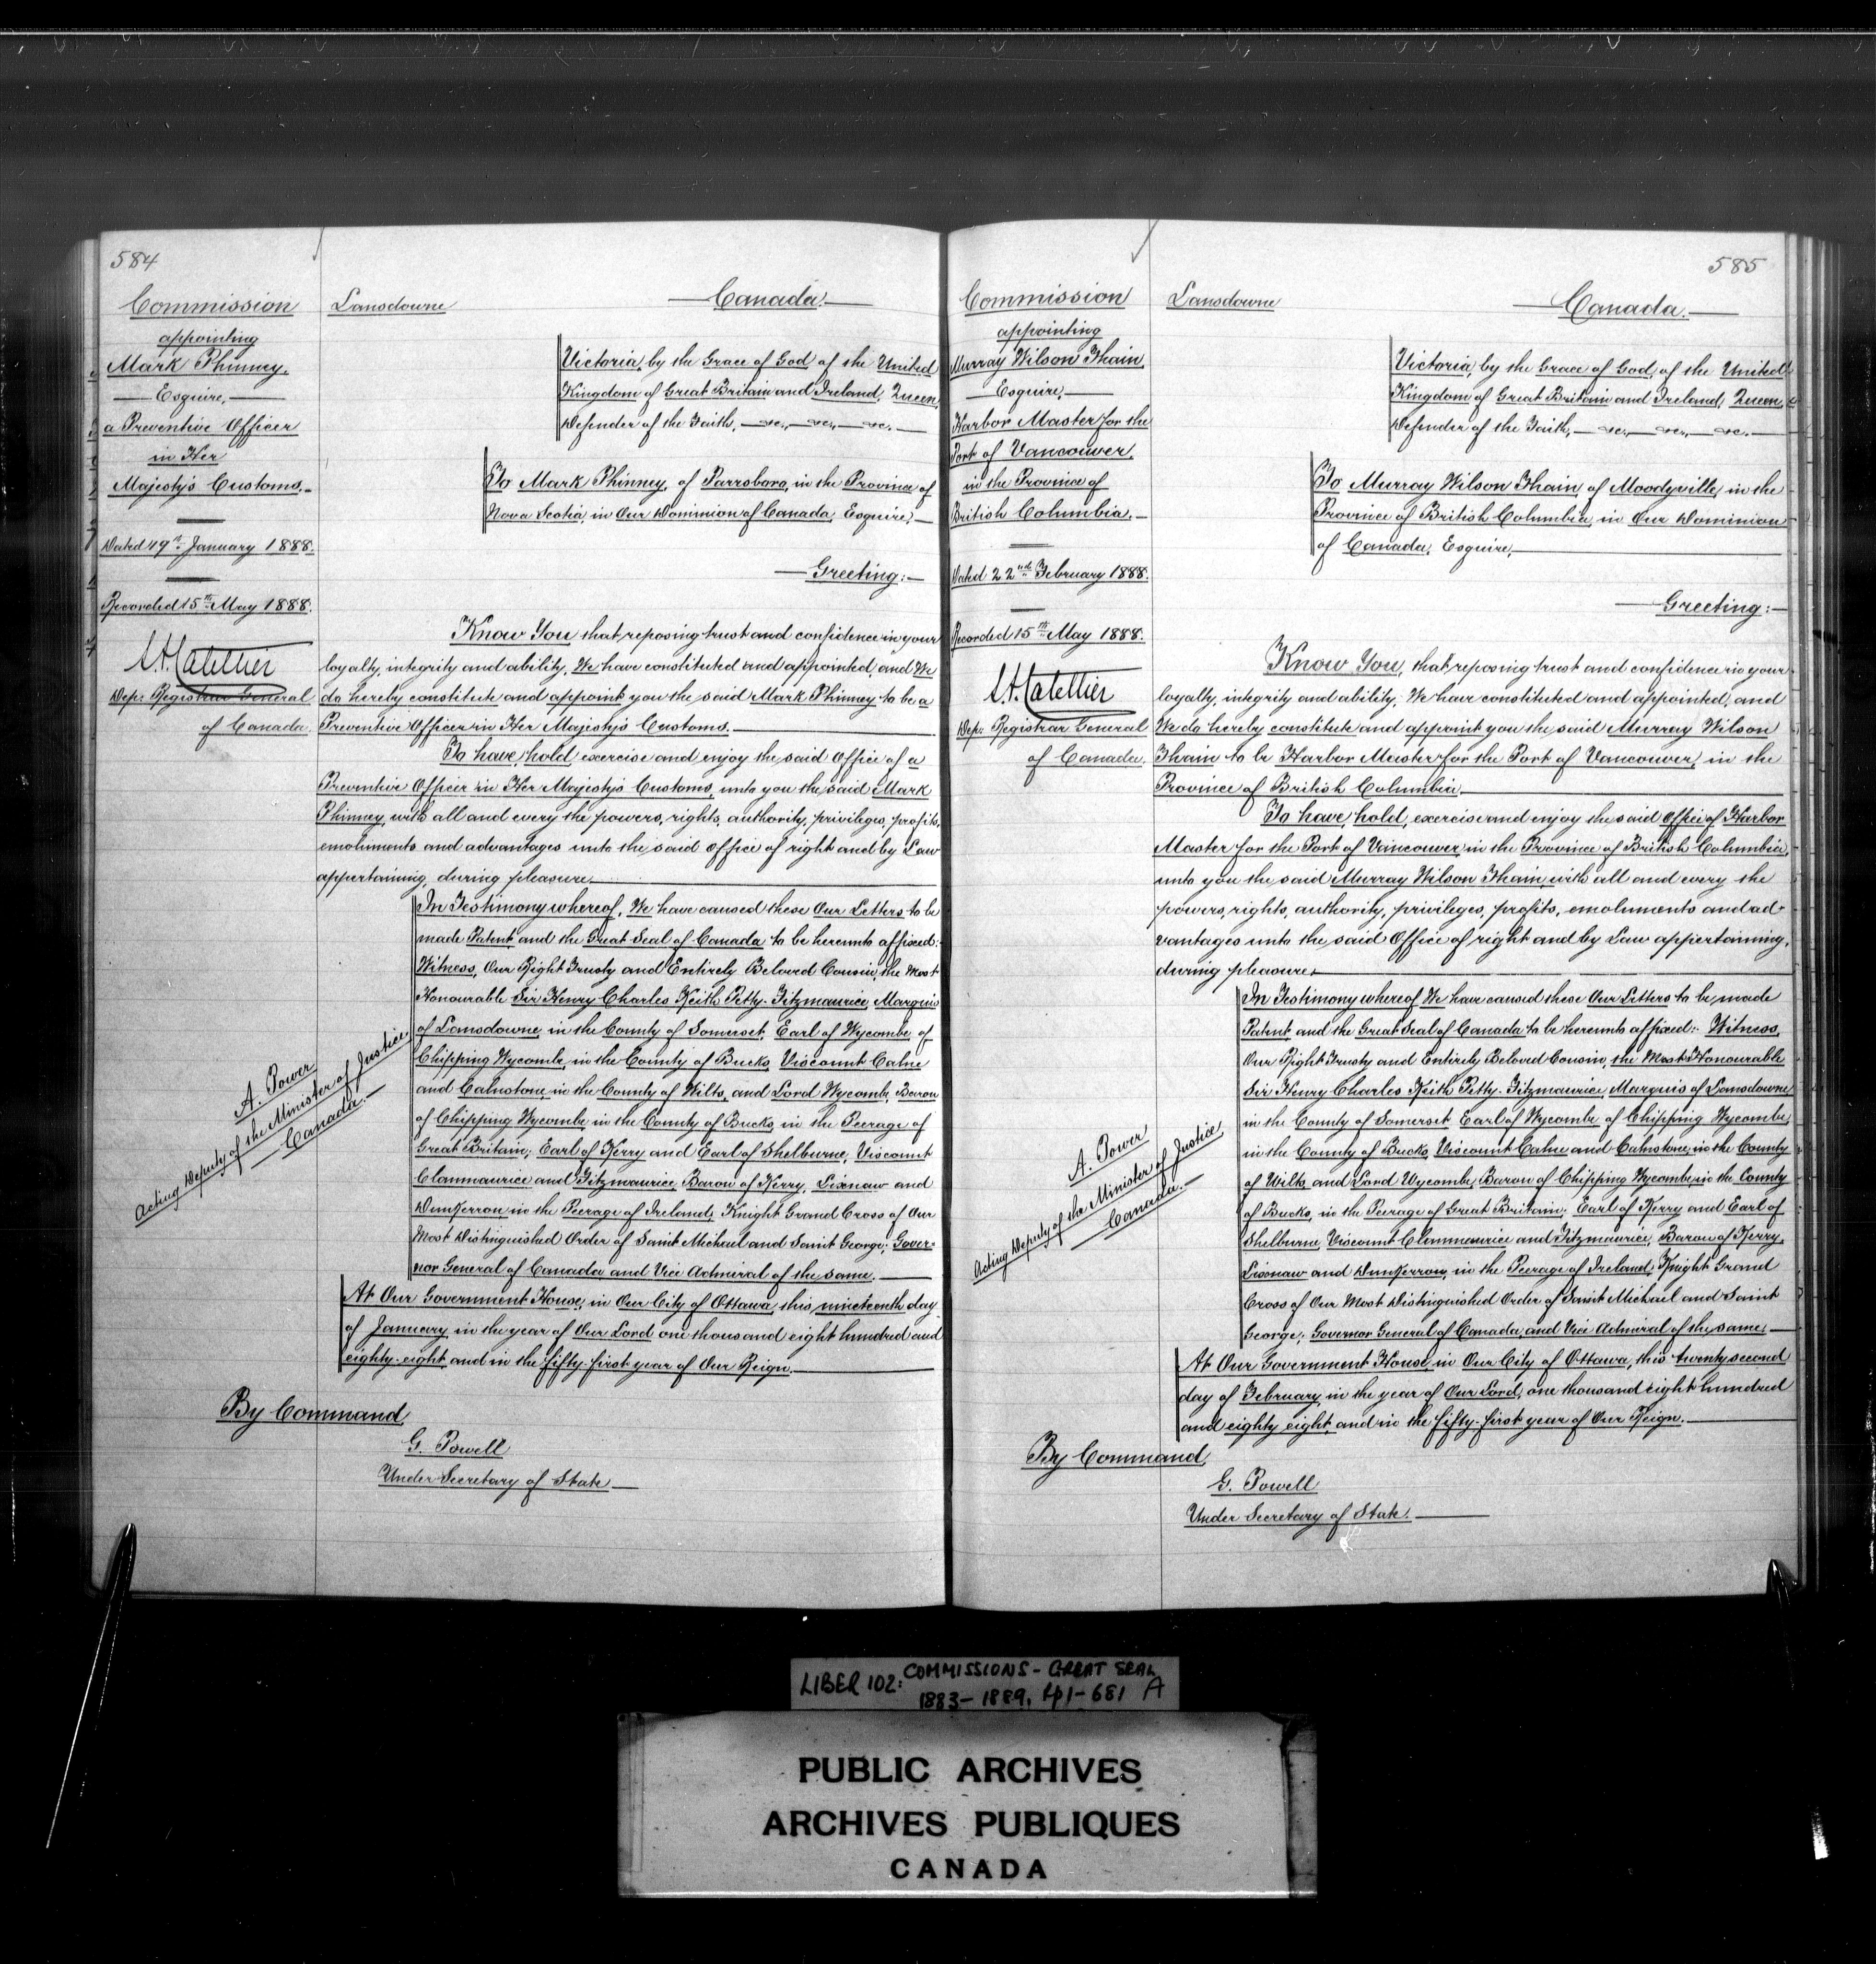 584
Commission
appointing
Mark Phinney.
Esquire,
a Preventive Officer
in Her
Majesty's Customs.
Dated 19th January 1888.
Recorded 15th May 1888.
L.A. Catellier
Dep: Registrar General
of Canada.
Lansdowne
Canada.
Victoria, by the Grace of God, of the United
Kingdom of Great Britain and Ireland, Queen,
Defender of the Faith, &c., &c., &c.
To Mark Phinney, of Parrsboro, in the Province of
Nova Scotia, in Our Dominion of Canada, Esquire,
Greeting:
Know You that, reposing trust and confidence in your
loyalty, integrity and ability, We have constituted and appointed, and We
do hereby constitute and appoint you the said Mark Phinney to be a
Preventive Officer in Her Majesty's Customs.
To have, hold, exercise and enjoy the said Office of a
Preventive Officer in Her Majesty's Customs, unto you the said Mark
Phinney, with all and every the powers, rights, authority, privileges, profits,
emoluments and advantages unto the said Office of right and by Law
appertaining, during pleasure.
In Testimony whereof, We have caused these Our Letters to be
made Patent and the Great Seal of Canada to be hereunto affixed:
Witness, Our Right Trusty and Entirely Beloved Cousin, the Most
Honourable Sir Henry Charles Keith Petty-Fitzmaurice, Marquis
of Lansdowne, in the County of Somerset, Earl of Wycombe, of
Chipping Wycombe, in the County of Bucks, Viscount Calne
and Calnstone, in the County of Wilts, and Lord Wycombe, Baron
of Chipping Wycombe in the County of Bucks, in the Peerage of
Great Britain; Earl of Kerry and Earl of Shelburne, Viscount
Clanmaurice and Fitzmaurice, Baron of Kerry, Lixnaw and
Dunkerron, in the Peerage of Ireland; Knight Grand Cross of Our
Most Distinguished Order of Saint Michael and Saint George; Gover-
nor General of Canada and Vice Admiral of the same.
At Our Government House, in Our City of Ottawa, this nineteenth day
of January, in the year of Our Lord one thousand eight hundred and
eighty-eight and in the fifty-first year of Our Reign.
A. Power
Acting Deputy of the Minister of Justice,
Canada.
By Command,
G. Powell
Under Secretary of State
585
Commission
appointing
Murray Wilson Thain,
Esquire,
Harbor Master for the
Port of Vancouver,
in the Province of
British Columbia.
Dated 22nd February 1888.
Recorded 15th May 1888.
L.A. Catellier
Dep: Registrar General
of Canada.
Lansdowne
Canada.
Victoria, by the Grace of God, of the United
Kingdom of Great Britain and Ireland, Queen,
Defender of the Faith, &c., &c., &c.
To Murray Wilson Thain, of Moodyville, in the
Province of British Columbia, in Our Dominion
of Canada, Esquire,
Greeting:
Know You, that, reposing trust and confidence in your
loyalty, integrity and ability, We have constituted and appointed, and
We do hereby constitute and appoint you the said Murray Wilson
Thain to be Harbor Master for the Port of Vancouver, in the
Province of British Columbia.
To have, hold, exercise and enjoy the said Office of Harbor
Master for the Port of Vancouver, in the Province of British Columbia,
unto you the said Murray Wilson Thain, with all and every the
powers, rights, authority, privileges, profits, emoluments and ad-
vantages unto the said Office of right and by Law appertaining,
during pleasure.
In Testimony whereof We have caused these Our Letters to be made
Patent, and the Great Seal of Canada to be hereunto affixed: Witness,
Our Right Trusty and Entirely Beloved Cousin, the Most Honourable
Sir Henry Charles Keith Petty-Fitzmaurice, Marquis of Lansdowne
in the County of Somerset, Earl of Wycombe, of Chipping Wycombe,
in the County of Bucks, Viscount Calne and Calnstone, in the County
of Wilts, and Lord Wycombe, Baron of Chipping Wycombe, in the County
of Bucks, in the Peerage of Great Britain; Earl of Kerry and Earl of
Shelburne, Viscount Clanmaurice and Fitzmaurice, Baron of Kerry,
Lixnaw and Dunkerron, in the Peerage of Ireland; Knight Grand
Cross of Our Most Distinguished Order of Saint Michael and Saint
George; Governor General of Canada, and Vice Admiral of the same.
At Our Government House, in Our City of Ottawa, this twenty second
day of February, in the year of Our Lord, one thousand eight hundred
and eighty eight, and in the fifty-first year of Our Reign.
A. Power
Acting Deputy of the Minister of Justice
Canada.
By Command,
G. Powell
Under Secretary of State.
LIBER 102: COMMISSIONS - GREAT SEAL
1883-1889, pp1-681 A
PUBLIC ARCHIVES
ARCHIVES PUBLIQUES
CANADA